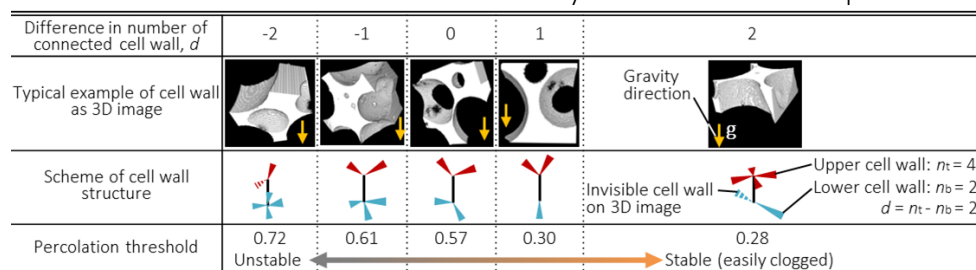 Difference in number of
connected cell wall, d
-2
-1
0
1
2
Typical example of cell wall
as 3D image
Gravity
direction
g
Scheme of cell wall
structure
Invisible cell wall
on 3D image
Upper cell wall: nt = 4
Lower cell wall: nb = 2
d = nt - nb = 2
Percolation threshold
0.72
0.61
0.57
0.30
0.28
Unstable
Stable (easily clogged)